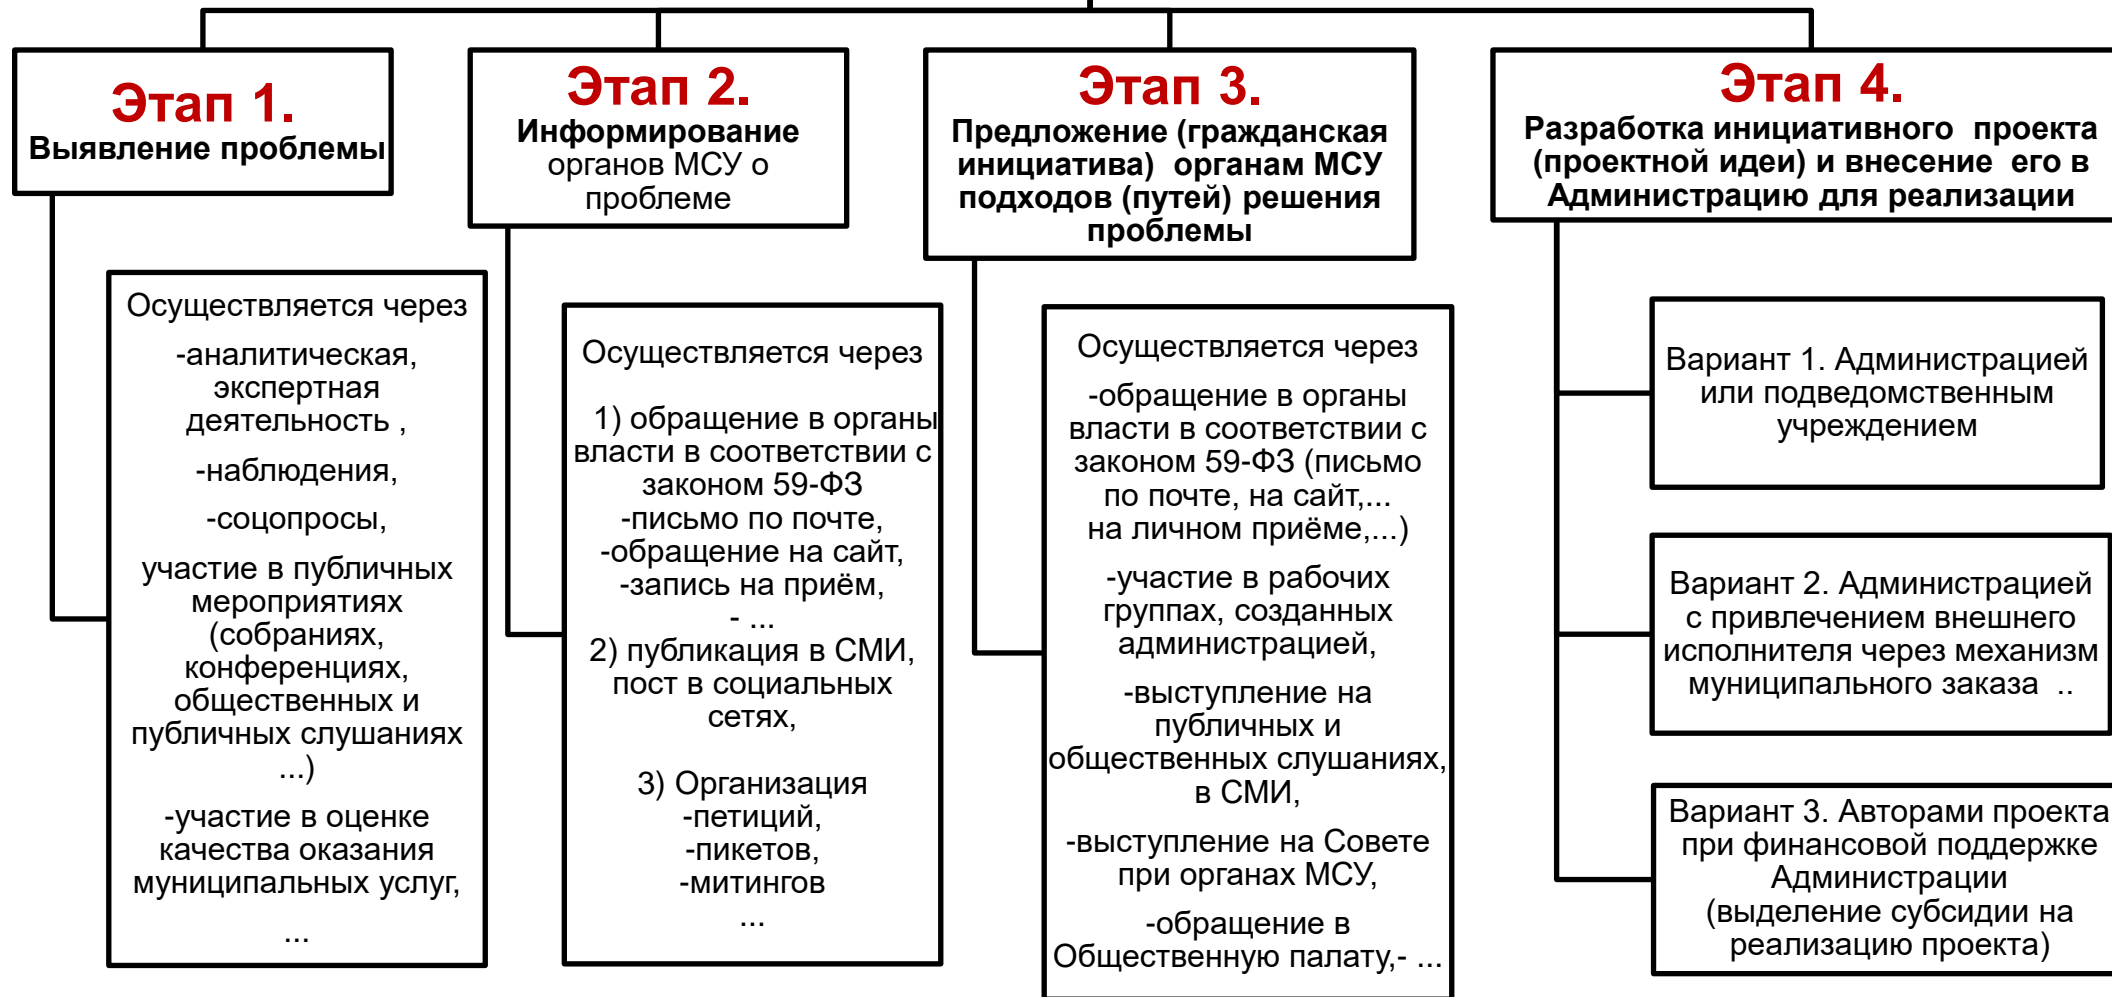 Этап 1.
Выявление проблемы
Осуществляется через
-аналитическая,
экспертная
деятельность ,
-наблюдения,
-соцопросы,
участие в публичных
мероприятиях
(собраниях,
конференциях,
общественных и
публичных слушаниях
...)
-участие в оценке
качества оказания
муниципальных услуг,
...
Этап 2.
Информирование
органов МСУ о
проблеме
Осуществляется через
1) обращение в органы
власти в соответствии с
законом 59-ФЗ
-письмо по почте,
-обращение на сайт,
-запись на приём,
- ...
2) публикация в СМИ,
пост в социальных
сетях,
3) Организация
-петиций,
-пикетов,
-митингов
...
Этап 3.
Предложение (гражданская
инициатива) органам МСУ
подходов (путей) решения
проблемы
Осуществляется через
-обращение в органы
власти в соответствии с
законом 59-ФЗ (письмо
по почте, на сайт,...
на личном приёме,...)
-участие в рабочих
группах, созданных
администрацией,
-выступление на
публичных и
общественных слушаниях,
в СМИ,
-выступление на Совете
при органах МСУ,
-обращение в
Общественную палату,- ...
Этап 4.
Разработка инициативного проекта
(проектной идеи) и внесение его в
Администрацию для реализации
Вариант 1. Администрацией
или подведомственным
учреждением
Вариант 2. Администрацией
с привлечением внешнего
исполнителя через механизм
муниципального заказа ..
Вариант 3. Авторами проекта
при финансовой поддержке
Администрации
(выделение субсидии на
реализацию проекта)